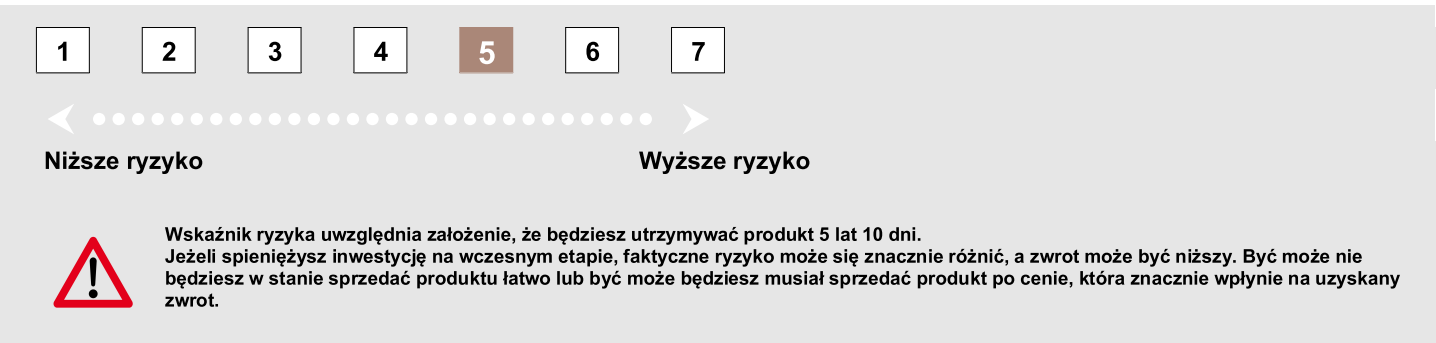 1 2 3 4 5 6 7
Niższe ryzyko Wyższe ryzyko
Wskaźnik ryzyka uwzględnia założenie, że będziesz utrzymywać produkt 5 lat 10 dni.
Jeżeli spieniężysz inwestycję na wczesnym etapie, faktyczne ryzyko może się znacznie różnić, a zwrot może być niższy. Być może nie
będziesz w stanie sprzedać produktu łatwo lub być może będziesz musiał sprzedać produkt po cenie, która znacznie wpłynie na uzyskany
zwrot.